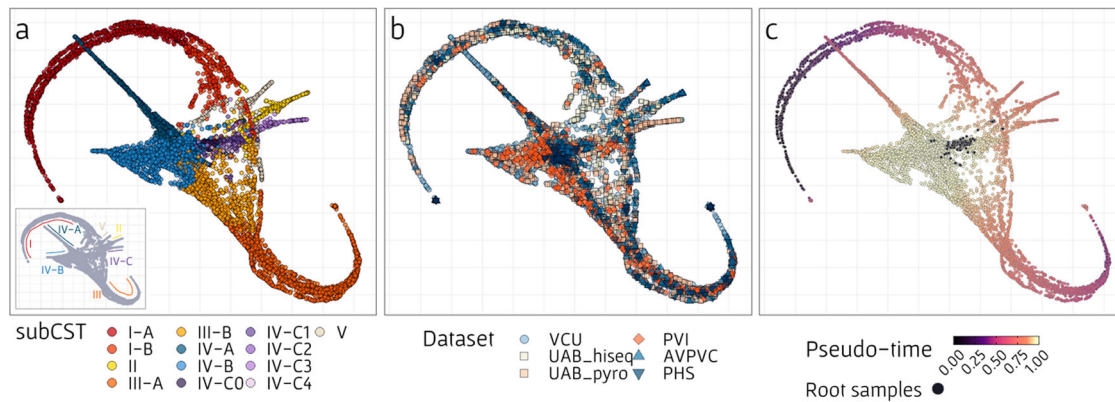 a
b
c
IV-A
V
II
I
IV-C
IV-B
III
subCST
I-A III-B IV-C1 V
I-B IV-A IV-C2
II IV-B IV-C3
III-A IV-C0 IV-C4
Dataset
VCU PVI
UAB_hiseq AVPVC
UAB_pyro PHS
Pseudo-time
0.00 0.25 0.50 0.75 1.00
Root samples